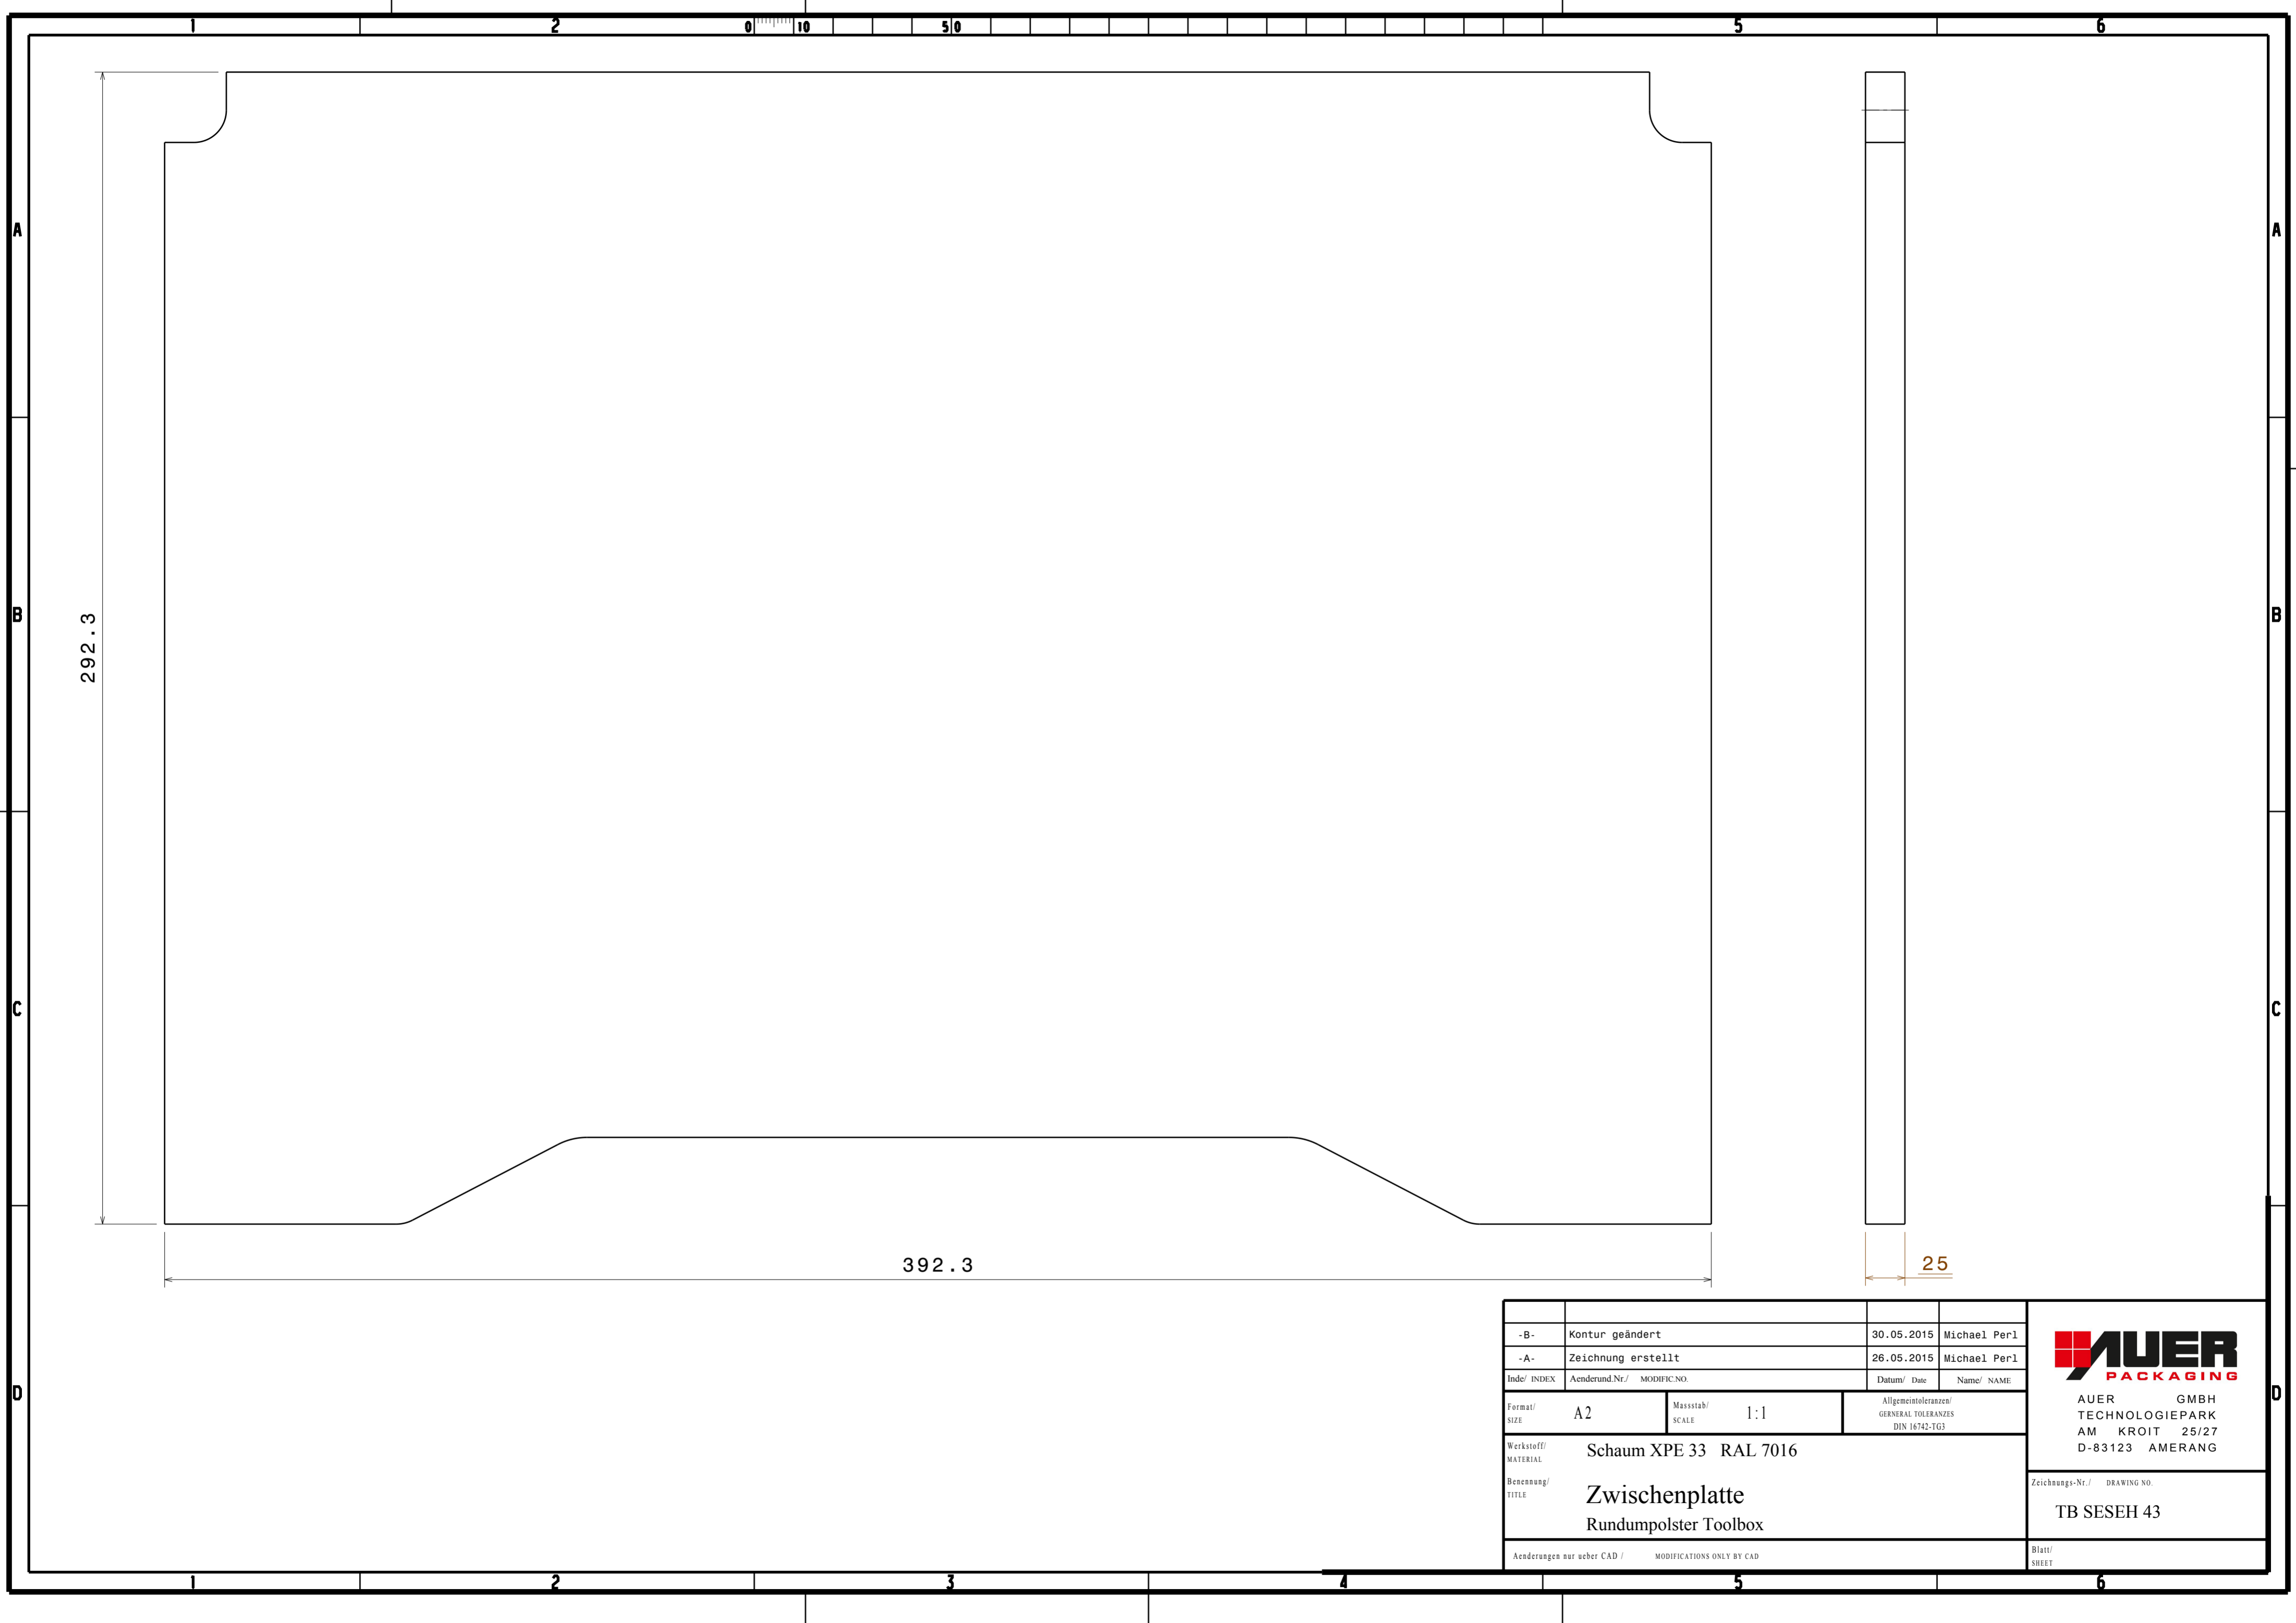 1 2 0 10 50 5 6
A A
B B
292.3
C C
392.3
25
-B- Kontur geändert 30.05.2015 Michael Perl
-A- Zeichnung erstellt 26.05.2015 Michael Perl
Inde/ INDEX Aenderund.Nr./ MODIFIC.NO. Datum/ Date Name/ NAME
Format/
SIZE
A2
Massstab/
SCALE
1:1
Allgemeintoleranzen/
GERNERAL TOLERANZES
DIN 16742-TG3
Werkstoff/
MATERIAL
Schaum XPE 33 RAL 7016
Benennung/
TITLE
Zwischenplatte
Rundumpolster Toolbox
Aenderungen nur ueber CAD / MODIFICATIONS ONLY BY CAD
AUER
PACKAGING
AUER GMBH
TECHNOLOGIEPARK
AM KROIT 25/27
D-83123 AMERANG
Zeichnungs-Nr./ DRAWING NO.
TB SESEH 43
Blatt/
SHEET
D D
1 2 3 4 5 6